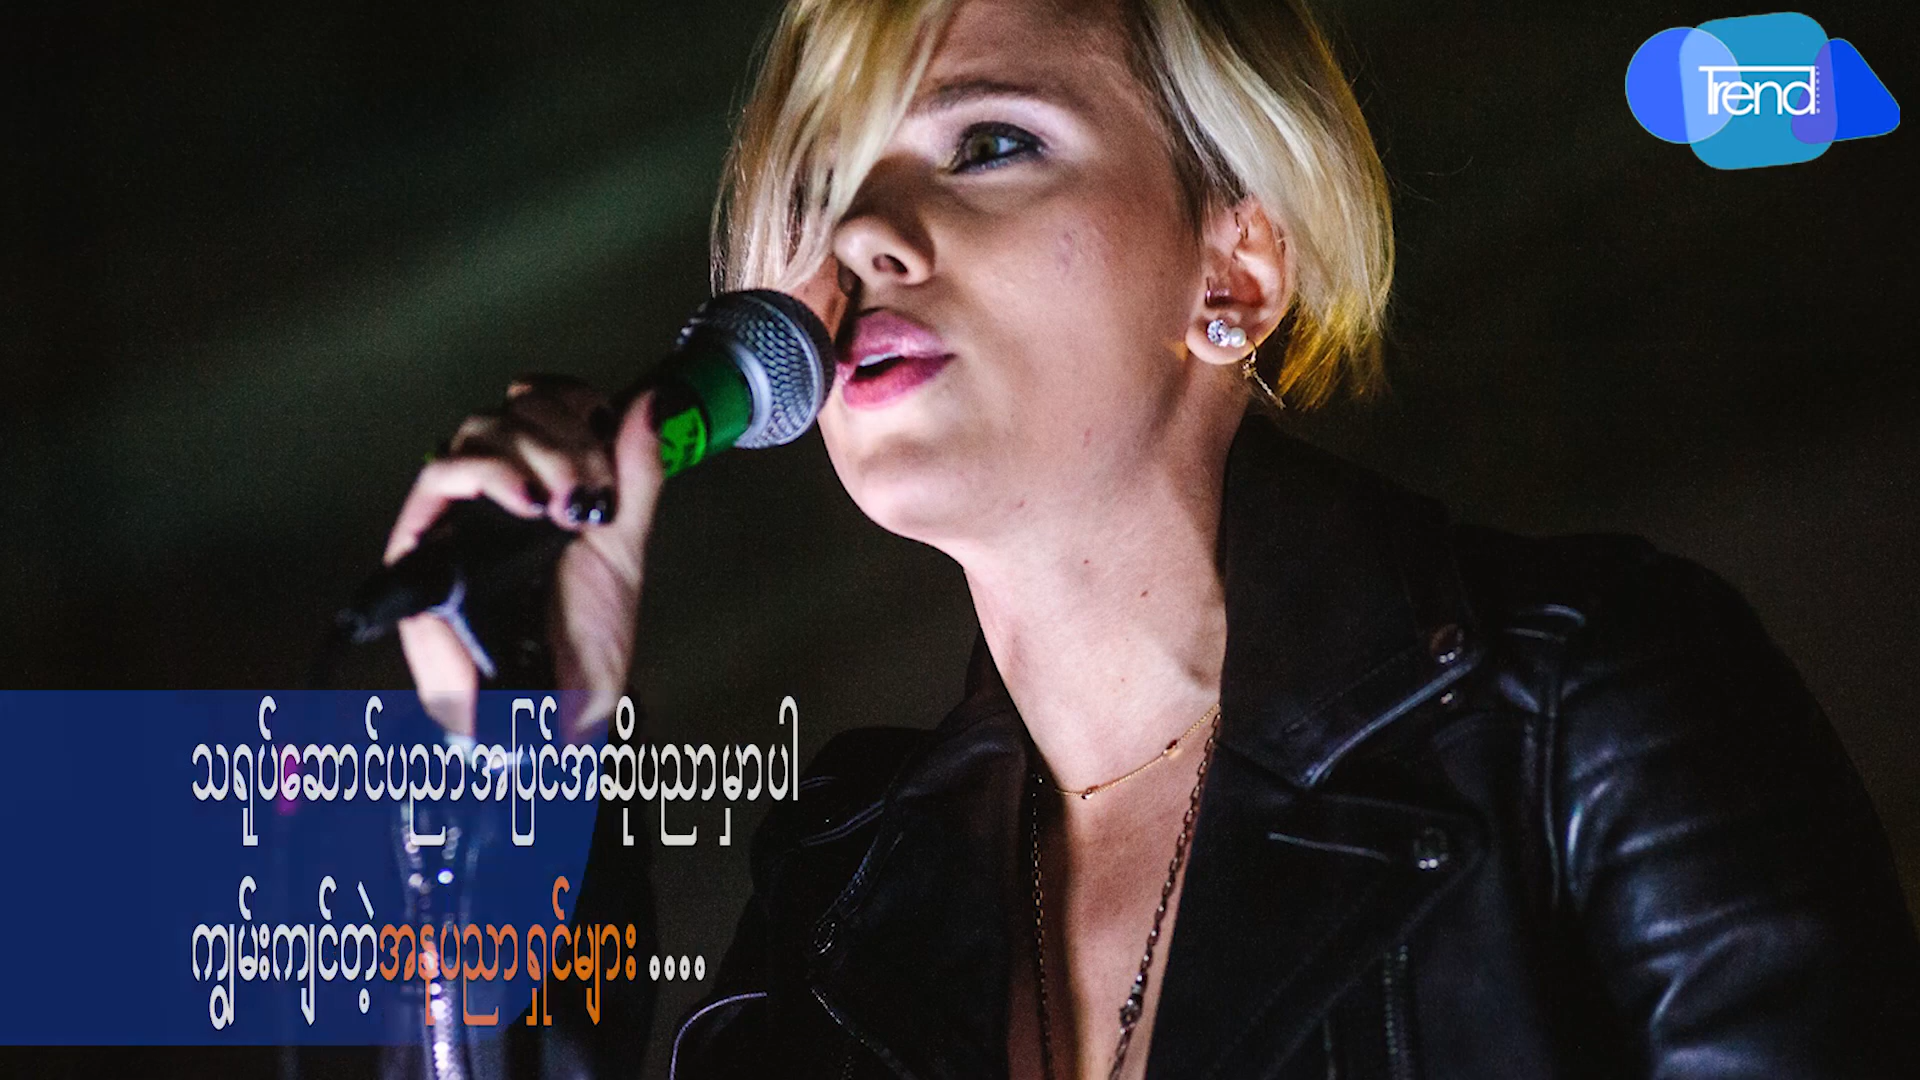 Trend
သရုပ်ဆောင်ပညာအပြင်အဆိုပညာမှာပါ
ကျွမ်းကျင်တဲ့အနုပညာရှင်များ ....